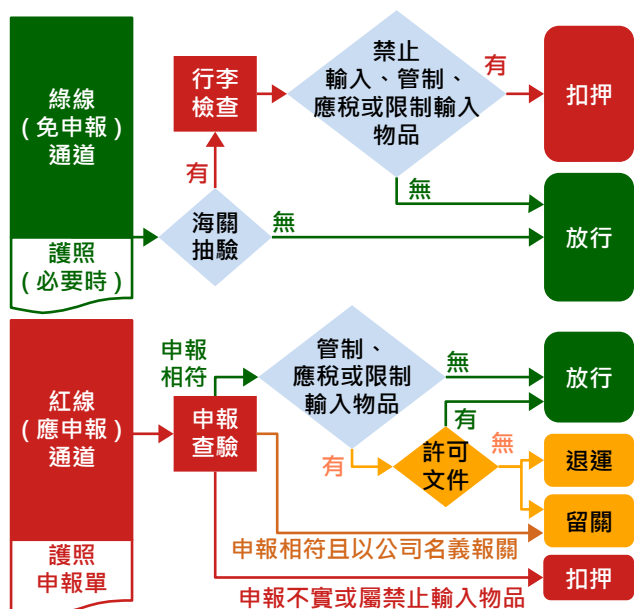 綠線
(免申報)
通道
護照
(必要時)
行李
檢查
有
海關
抽驗
無
禁止
輸入、管制、
應稅或限制輸入
物品
有
無
扣押
放行
紅線
(應申報)
通道
護照
申報單
申報
相符
申報
查驗
管制、
應稅或限制
輸入物品
無
有
有
許可
文件
無
放行
退運
留關
申報相符且以公司名義報關
扣押
申報不實或屬禁止輸入物品